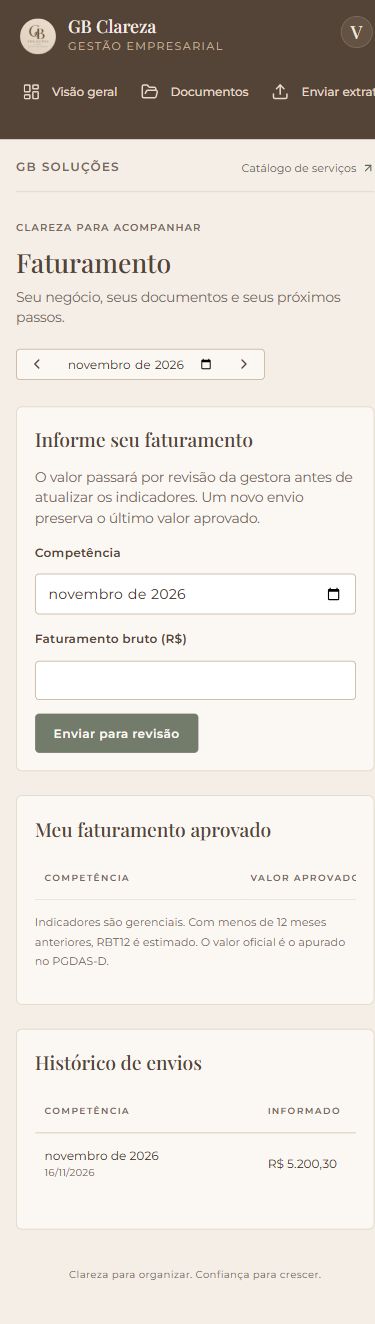 GB Clareza
GESTÃO EMPRESARIAL
V
Visão geral
Documentos
Enviar extrat
GB SOLUÇÕES
Catálogo de serviços
CLAREZA PARA ACOMPANHAR
Faturamento
Seu negócio, seus documentos e seus próximos
passos.
novembro de 2026
Informe seu faturamento
O valor passará por revisão da gestora antes de
atualizar os indicadores. Um novo envio
preserva o último valor aprovado.
Competência
novembro de 2026
Faturamento bruto (R$)
Enviar para revisão
Meu faturamento aprovado
COMPETÊNCIA VALOR APROVADO
Indicadores são gerenciais. Com menos de 12 meses
anteriores, RBT12 é estimado. O valor oficial é o apurado
no PGDAS-D.
Histórico de envios
COMPETÊNCIA INFORMADO
novembro de 2026 R$ 5.200,30
16/11/2026
Clareza para organizar. Confiança para crescer.